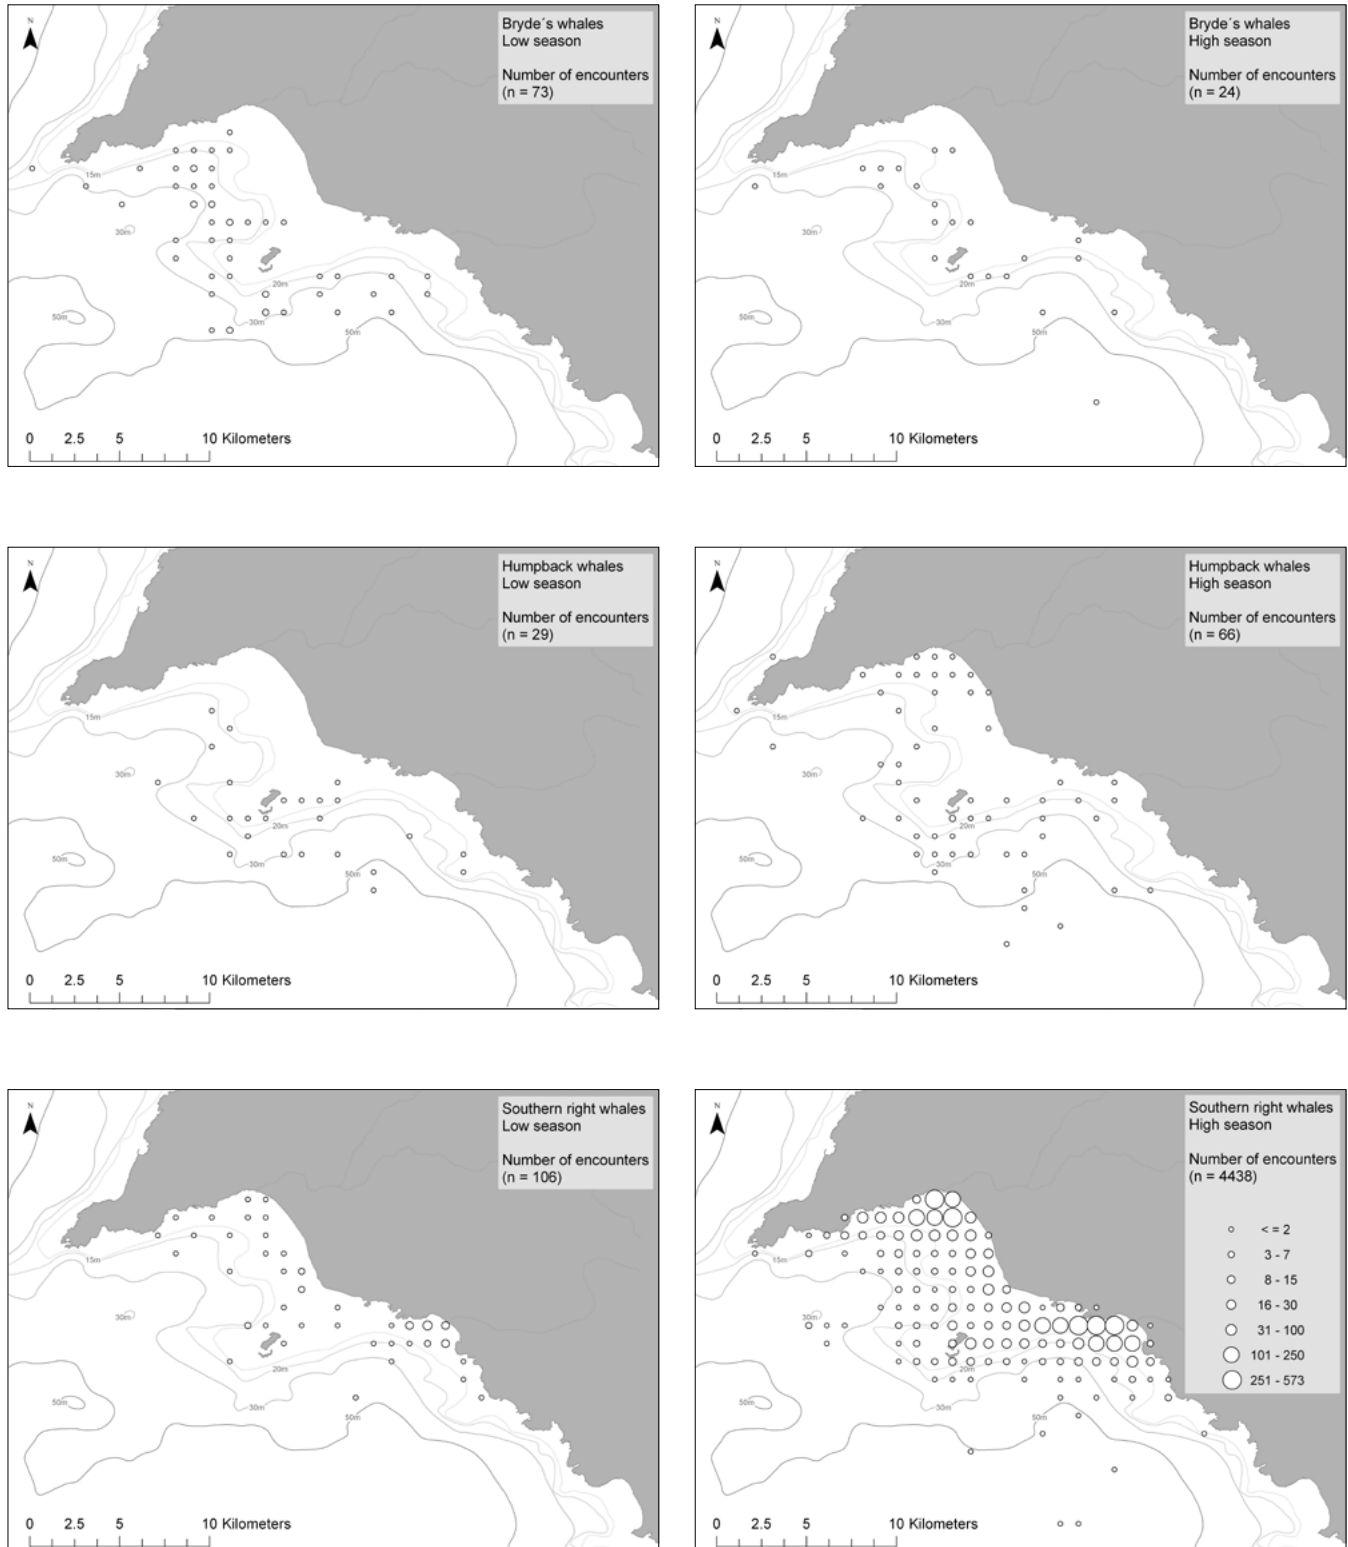 N
Bryde´s whales
Low season
Number of encounters
(n = 73)
15m
30m
20m
50m
30m
50m
0 2.5 5 10 Kilometers
N
Bryde´s whales
High season
Number of encounters
(n = 24)
15m
30m
20m
50m
30m
50m
0 2.5 5 10 Kilometers
N
Humpback whales
Low season
Number of encounters
(n = 29)
15m
30m
20m
50m
30m
50m
0 2.5 5 10 Kilometers
N
Humpback whales
High season
Number of encounters
(n = 66)
15m
30m
20m
50m
30m
50m
0 2.5 5 10 Kilometers
N
Southern right whales
Low season
Number of encounters
(n = 106)
15m
30m
20m
50m
30m
50m
0 2.5 5 10 Kilometers
N
Southern right whales
High season
Number of encounters
(n = 4438)
< = 2
3 - 7
8 - 15
16 - 30
31 - 100
101 - 250
251 - 573
15m
30m
20m
50m
30m
50m
0 2.5 5 10 Kilometers